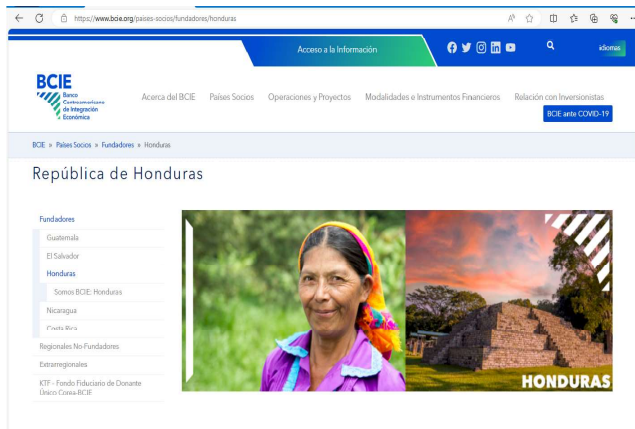 https://www.bcie.org/paises-socios/fundadores/honduras
Acceso a la Información
idiomas
BCIE
Banco
Centroamericano
de Integración
Económica
Acerca del BCIE Países Socios Operaciones y Proyectos Modalidades e Instrumentos Financieros Relación con Inversionistas
BCIE ante COVID-19
BCIE » Países Socios » Fundadores » Honduras
República de Honduras
Fundadores
Guatemala
El Salvador
Honduras
Somos BCIE: Honduras
Nicaragua
Costa Rica
Regionales No-Fundadores
Extrarregionales
KTF - Fondo Fiduciario de Donante
Único Corea-BCIE
HONDURAS